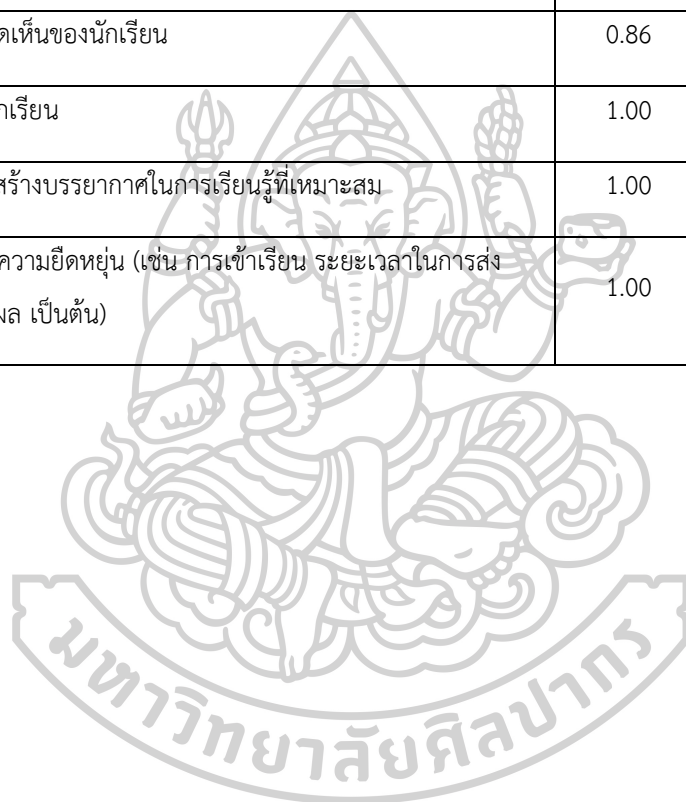 ดเห็นของนักเรียน 0.86
กเรียน 1.00
สร้างบรรยากาศในการเรียนรู้ที่เหมาะสม 1.00
ความยืดหยุ่น (เช่น การเข้าเรียน ระยะเวลาในการส่ง
ผล เป็นต้น) 1.00
มหาวิทยาลัยศิลปากร